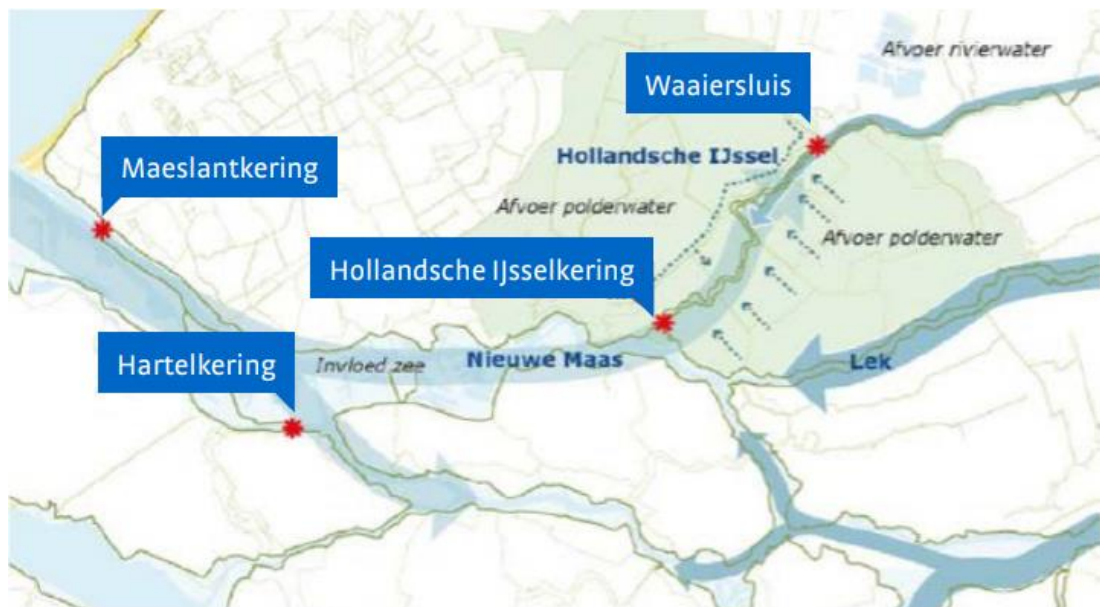 Afvoer rivierwater
Waaiersluis
Hollandsche IJssel
Maeslantkering
Afvoer polderwater
Afvoer polderwater
Hollandsche IJsselkering
Hartelkering
Invloed zee
Nieuwe Maas
Lek